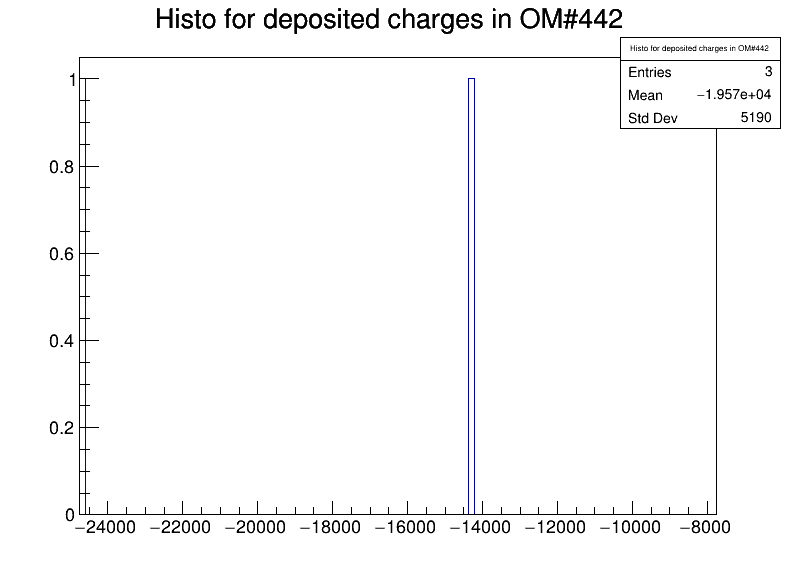 Histo for deposited charges in OM#442
Histo for deposited charges in OM#442
Entries 3
Mean −1.957e+04
Std Dev 5190
1
0.8
0.6
0.4
0.2
0
−24000 −22000 −20000 −18000 −16000 −14000 −12000 −10000 −8000